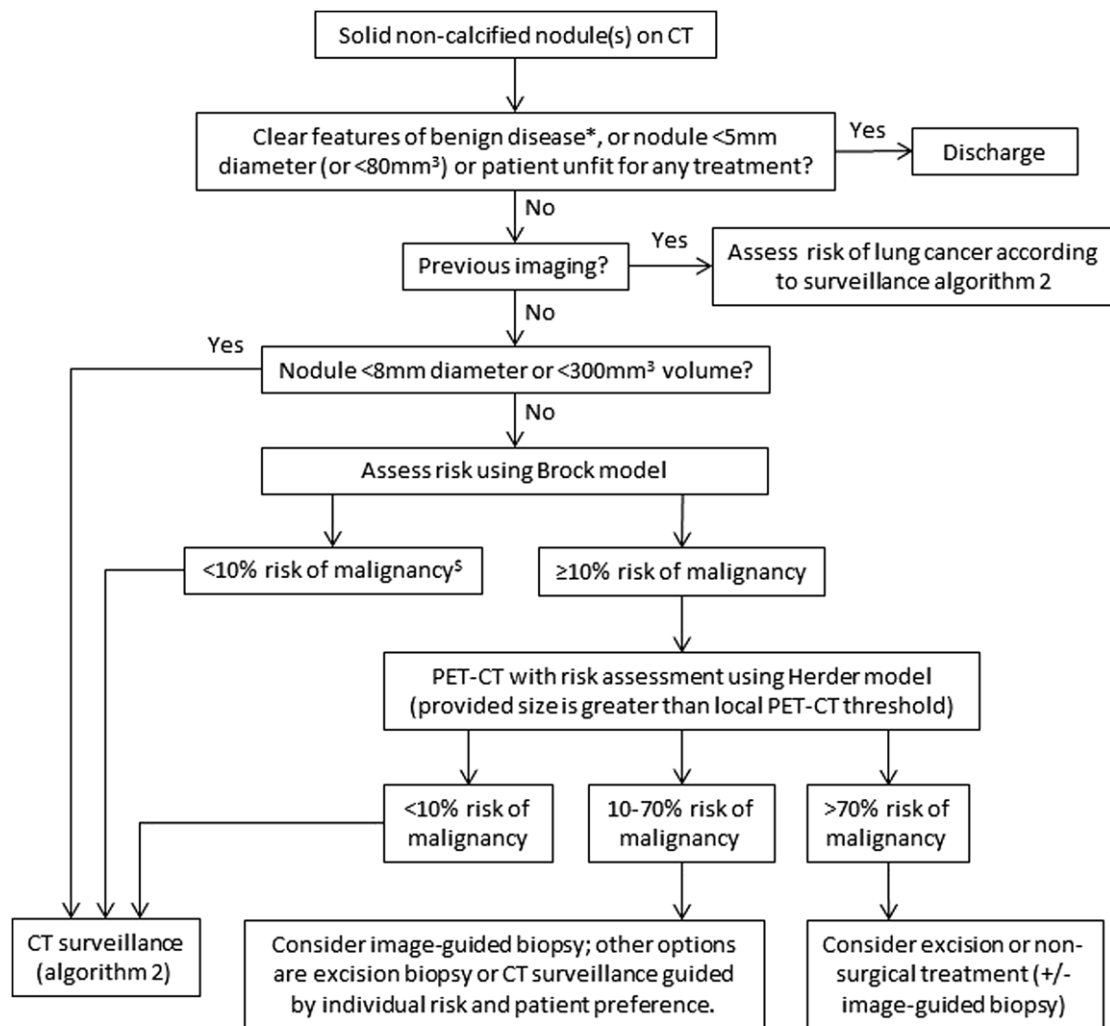 Solid non-calcified nodule(s) on CT
Clear features of benign disease*, or nodule <5mm
diameter (or <80mm³) or patient unfit for any treatment?
Yes
Discharge
No
Previous imaging?
Yes
Assess risk of lung cancer according
to surveillance algorithm 2
No
Yes
Nodule <8mm diameter or <300mm³ volume?
No
Assess risk using Brock model
<10% risk of malignancy$
≥10% risk of malignancy
PET-CT with risk assessment using Herder model
(provided size is greater than local PET-CT threshold)
<10% risk of
malignancy
10-70% risk of
malignancy
>70% risk of
malignancy
CT surveillance
(algorithm 2)
Consider image-guided biopsy; other options
are excision biopsy or CT surveillance guided
by individual risk and patient preference.
Consider excision or non-
surgical treatment (+/-
image-guided biopsy)